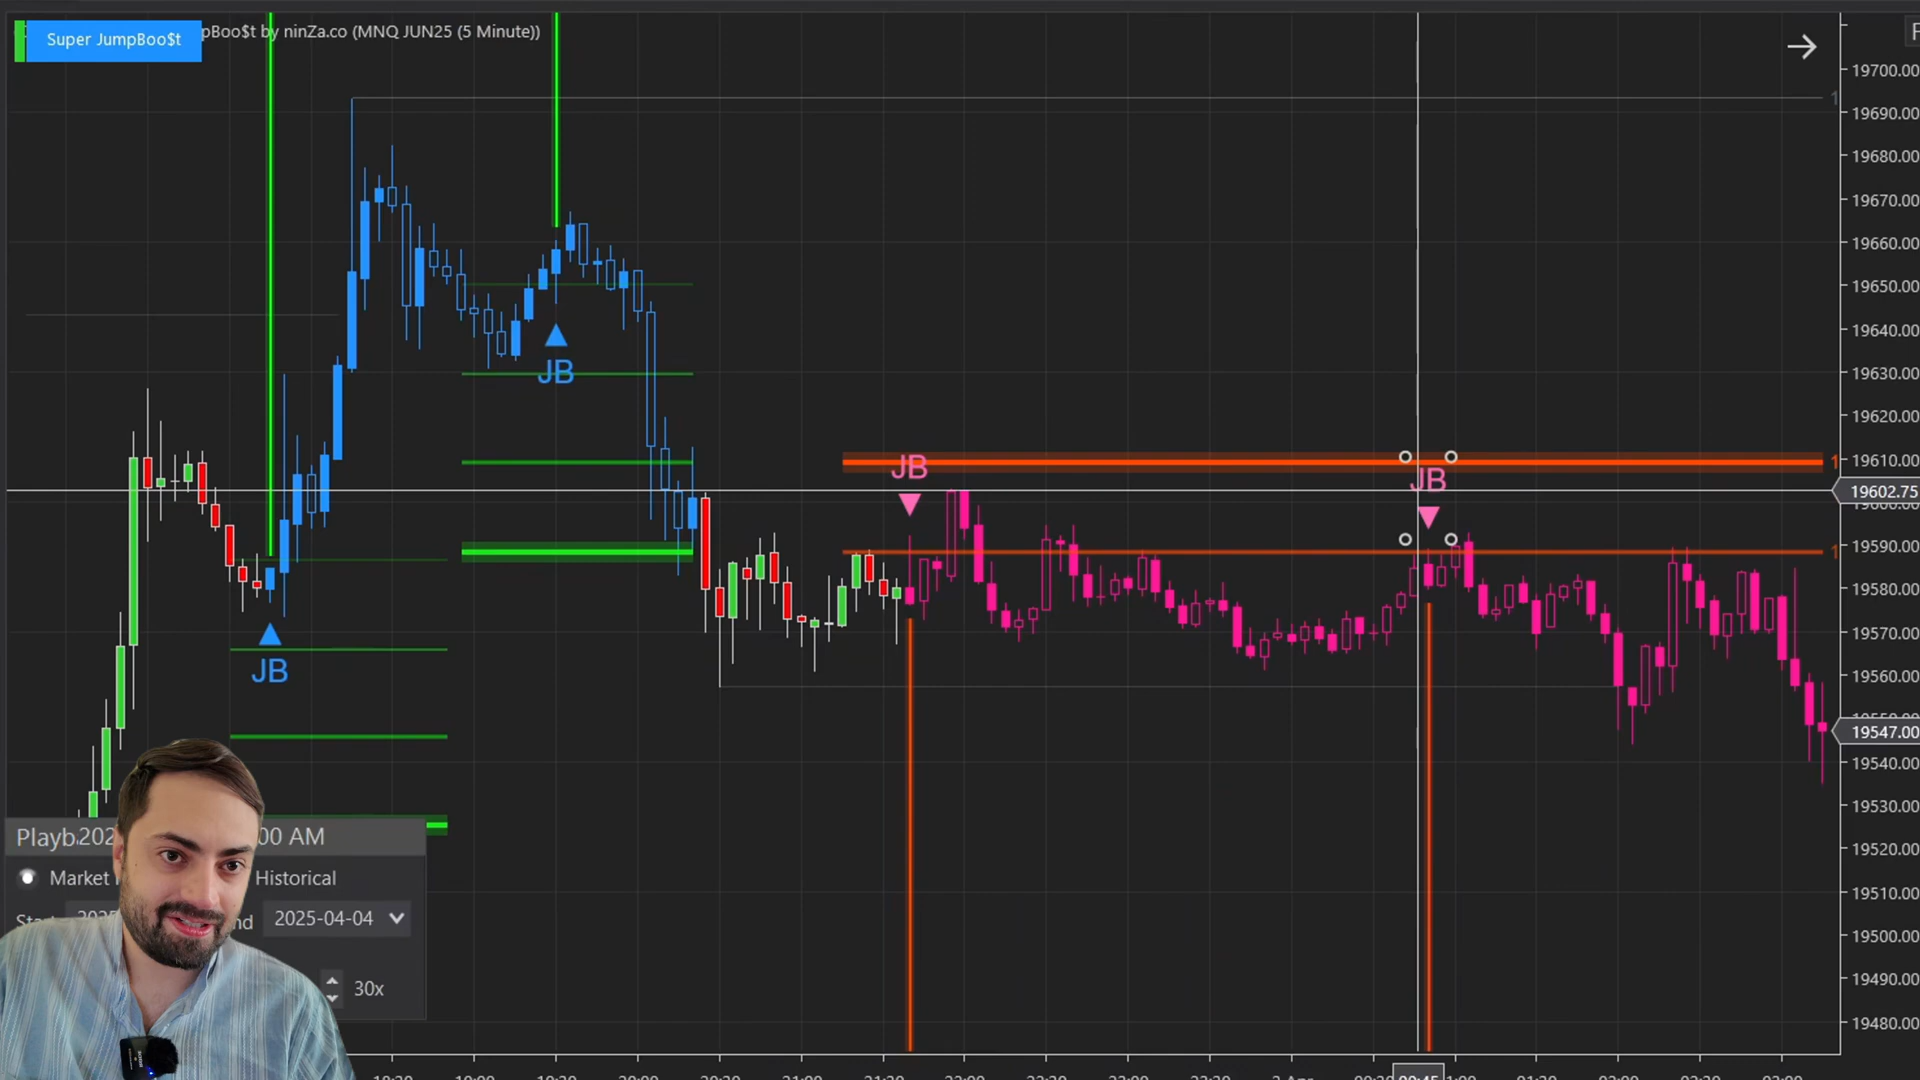 Super JumpBoo$t
pBoo$t by ninZa.co (MNQ JUN25 (5 Minute))
19700.00
19690.00
19680.00
19670.00
19660.00
19650.00
19640.00
19630.00
19620.00
19610.00
19602.75
19590.00
19580.00
19570.00
19560.00
19547.00
19540.00
19530.00
19520.00
19510.00
19500.00
19490.00
19480.00
JB
JB
JB
JB
00 AM
Market
Historical
2025-04-04
30x